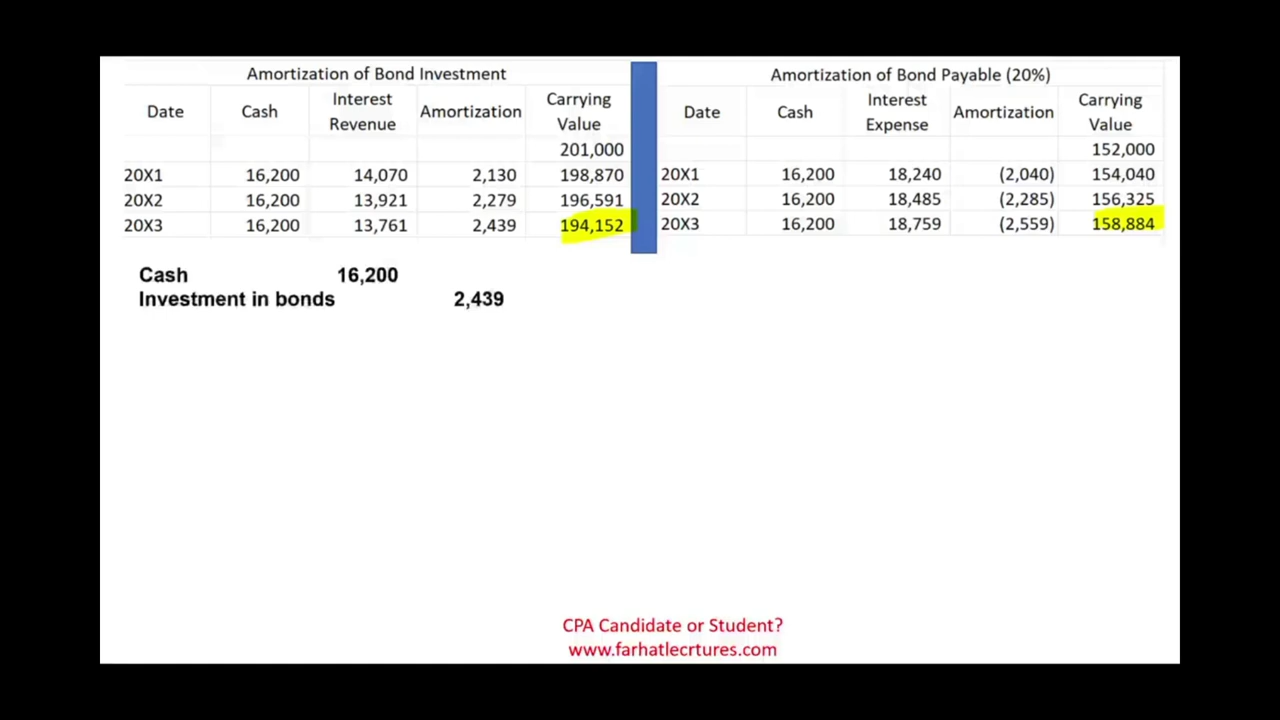 Amortization of Bond Investment
Date Cash Interest Revenue Amortization Carrying Value
201,000
20X1 16,200 14,070 2,130 198,870
20X2 16,200 13,921 2,279 196,591
20X3 16,200 13,761 2,439 194,152
Amortization of Bond Payable (20%)
Date Cash Interest Expense Amortization Carrying Value
152,000
20X1 16,200 18,240 (2,040) 154,040
20X2 16,200 18,485 (2,285) 156,325
20X3 16,200 18,759 (2,559) 158,884
Cash 16,200
Investment in bonds 2,439
CPA Candidate or Student?
www.farhatlecrtures.com